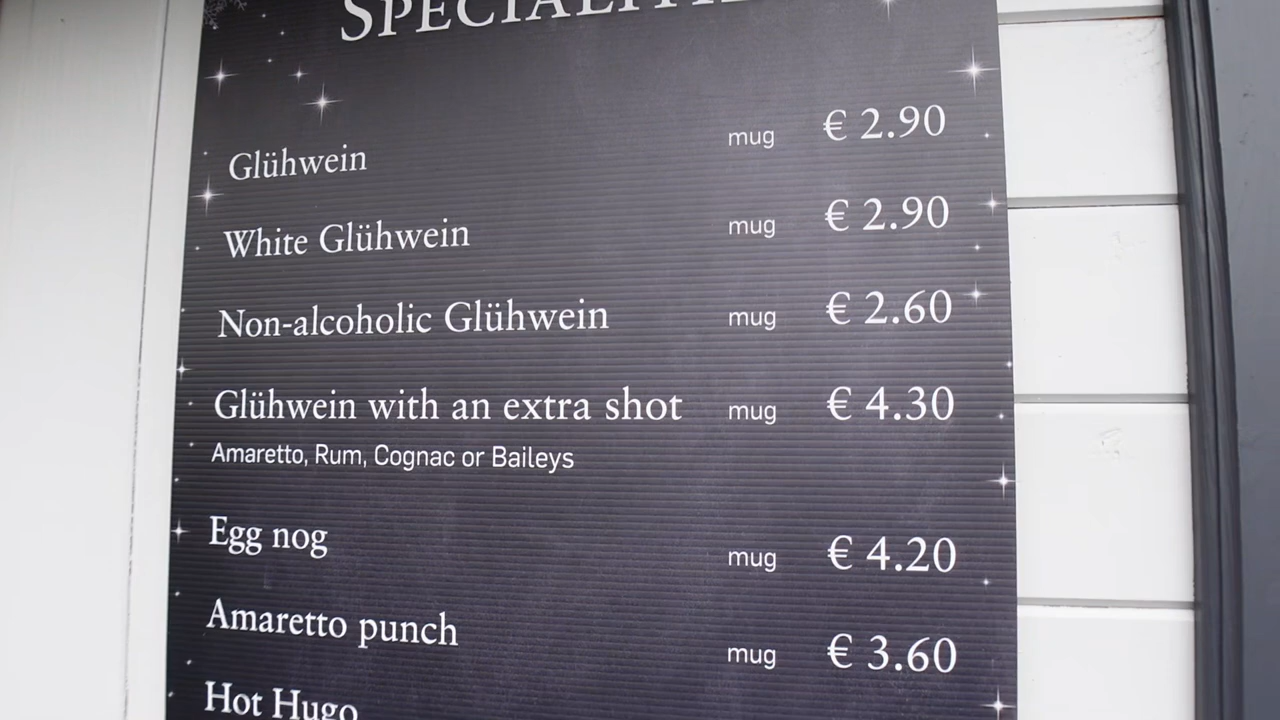 SPECIALITIE
Glühwein mug € 2.90
White Glühwein mug € 2.90
Non-alcoholic Glühwein mug € 2.60
Glühwein with an extra shot mug € 4.30
Amaretto, Rum, Cognac or Baileys
Egg nog mug € 4.20
Amaretto punch mug € 3.60
Hot Hugo